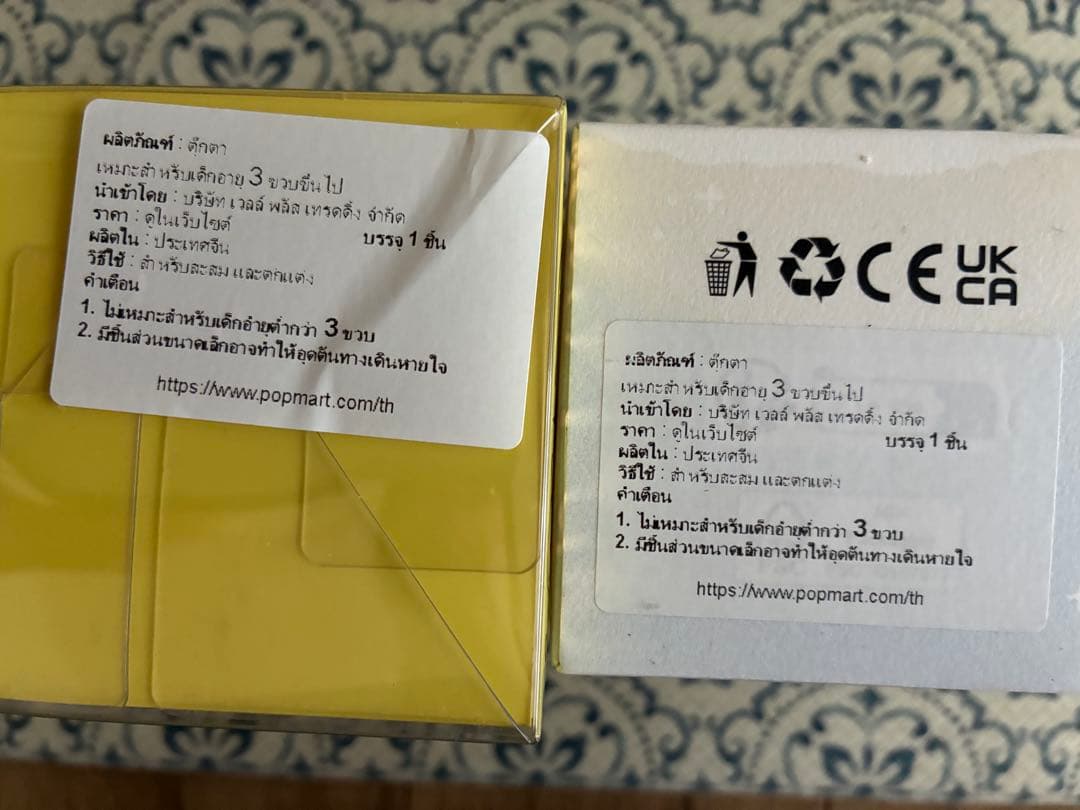 ผลิตภัณฑ์ : ตุ๊กตา
เหมาะสำหรับเด็กอายุ 3 ขวบขึ้นไป
นำเข้าโดย : บริษัท เวลล์ พลัส เทรดดิ้ง จำกัด
ราคา : ดูในเว็บไซต์ บรรจุ 1 ชิ้น
ผลิตใน : ประเทศจีน
วิธีใช้ : สำหรับสะสม และตกแต่ง
คำเตือน
1. ไม่เหมาะสำหรับเด็กอายุต่ำกว่า 3 ขวบ
2. มีชิ้นส่วนขนาดเล็กอาจทำให้อุดตันทางเดินหายใจ
https://www.popmart.com/th
CE UK CA
ผลิตภัณฑ์ : ตุ๊กตา
เหมาะสำหรับเด็กอายุ 3 ขวบขึ้นไป
นำเข้าโดย : บริษัท เวลล์ พลัส เทรดดิ้ง จำกัด
ราคา : ดูในเว็บไซต์ บรรจุ 1 ชิ้น
ผลิตใน : ประเทศจีน
วิธีใช้ : สำหรับสะสม และตกแต่ง
คำเตือน
1. ไม่เหมาะสำหรับเด็กอายุต่ำกว่า 3 ขวบ
2. มีชิ้นส่วนขนาดเล็กอาจทำให้อุดตันทางเดินหายใจ
https://www.popmart.com/th